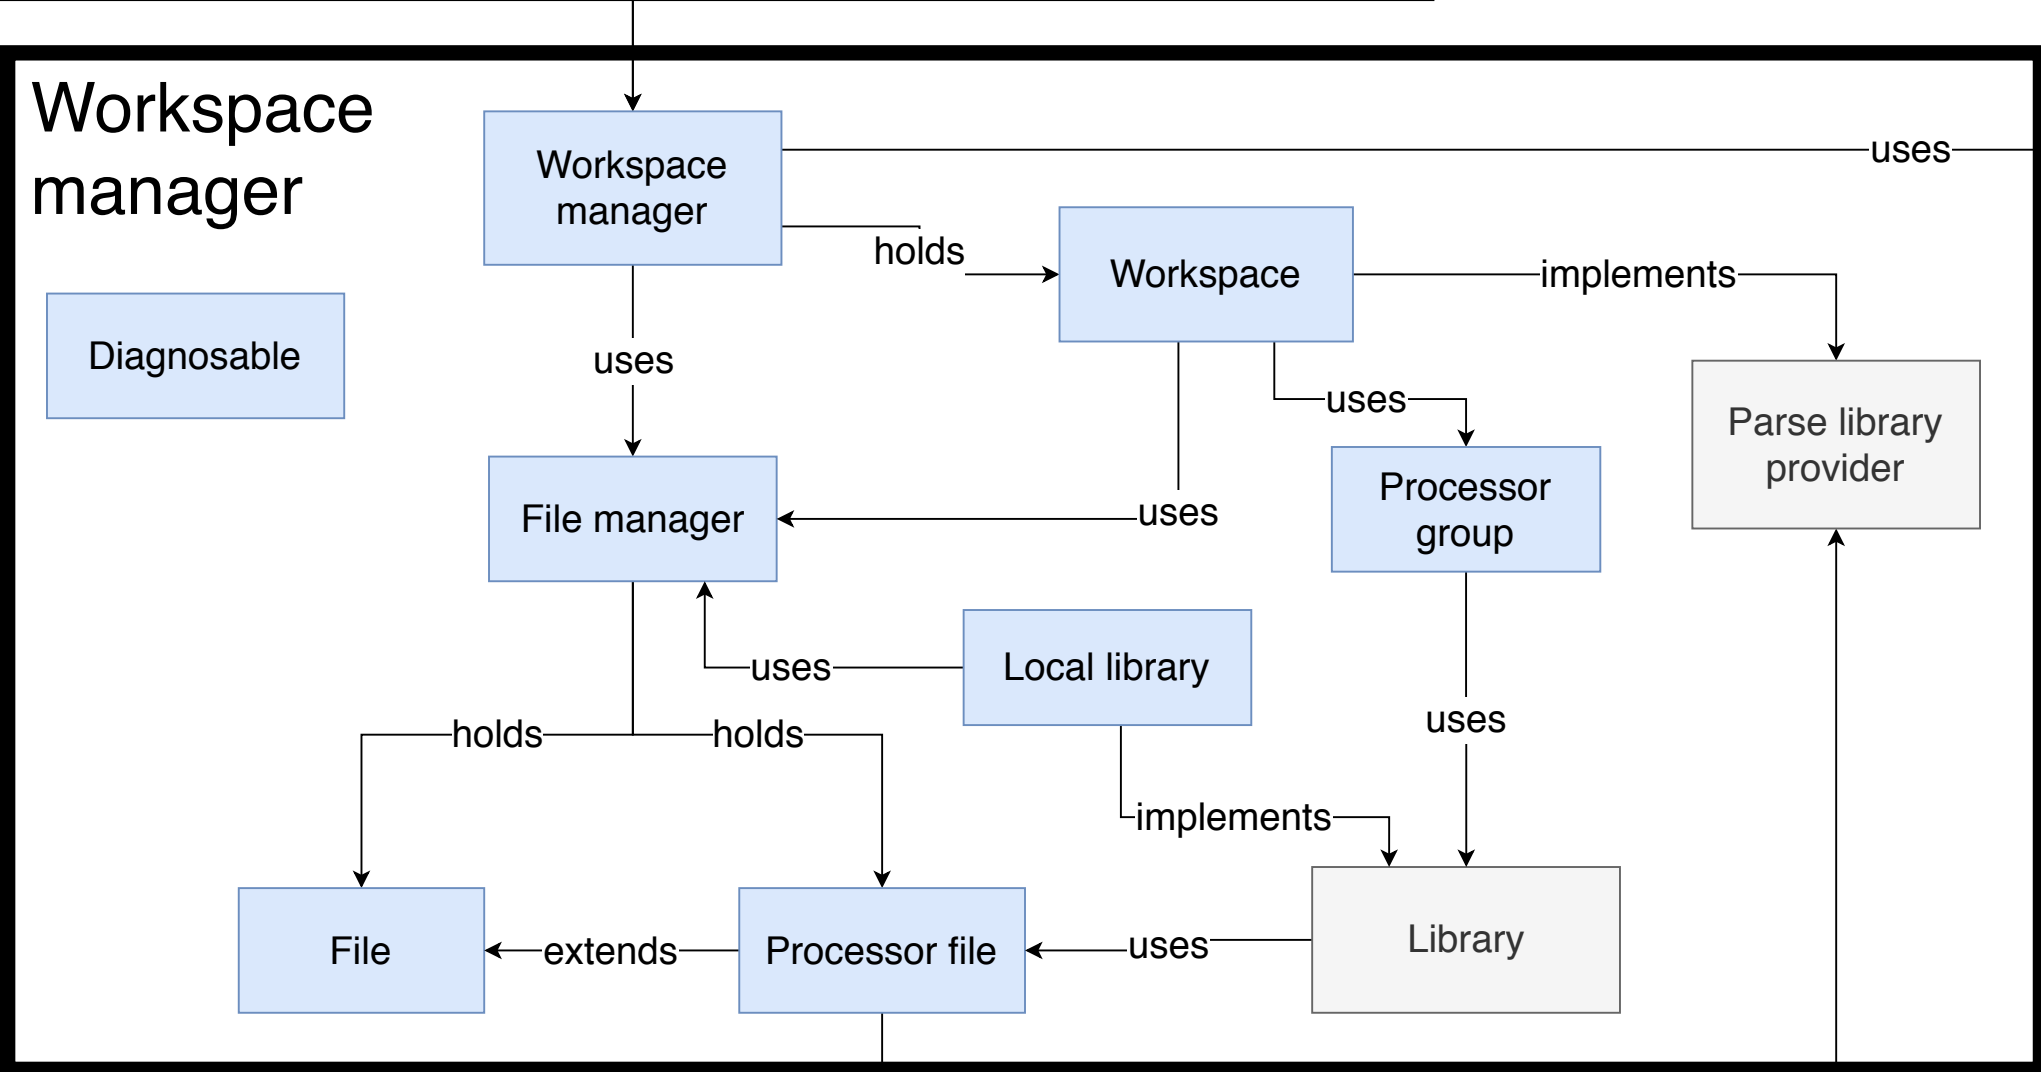 Workspace
manager
Workspace
manager
uses
holds
Workspace
implements
Diagnosable
uses
uses
Parse library
provider
Processor
group
File manager
uses
Local library
uses
uses
holds
holds
implements
File
extends
Processor file
uses
Library